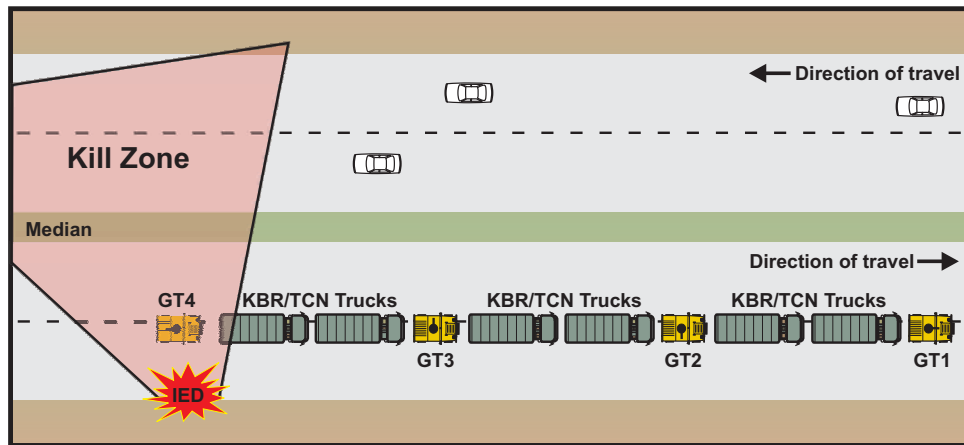 Direction of travel
Kill Zone
Median
Direction of travel
GT4
KBR/TCN Trucks
KBR/TCN Trucks
KBR/TCN Trucks
GT3
GT2
GT1
IED